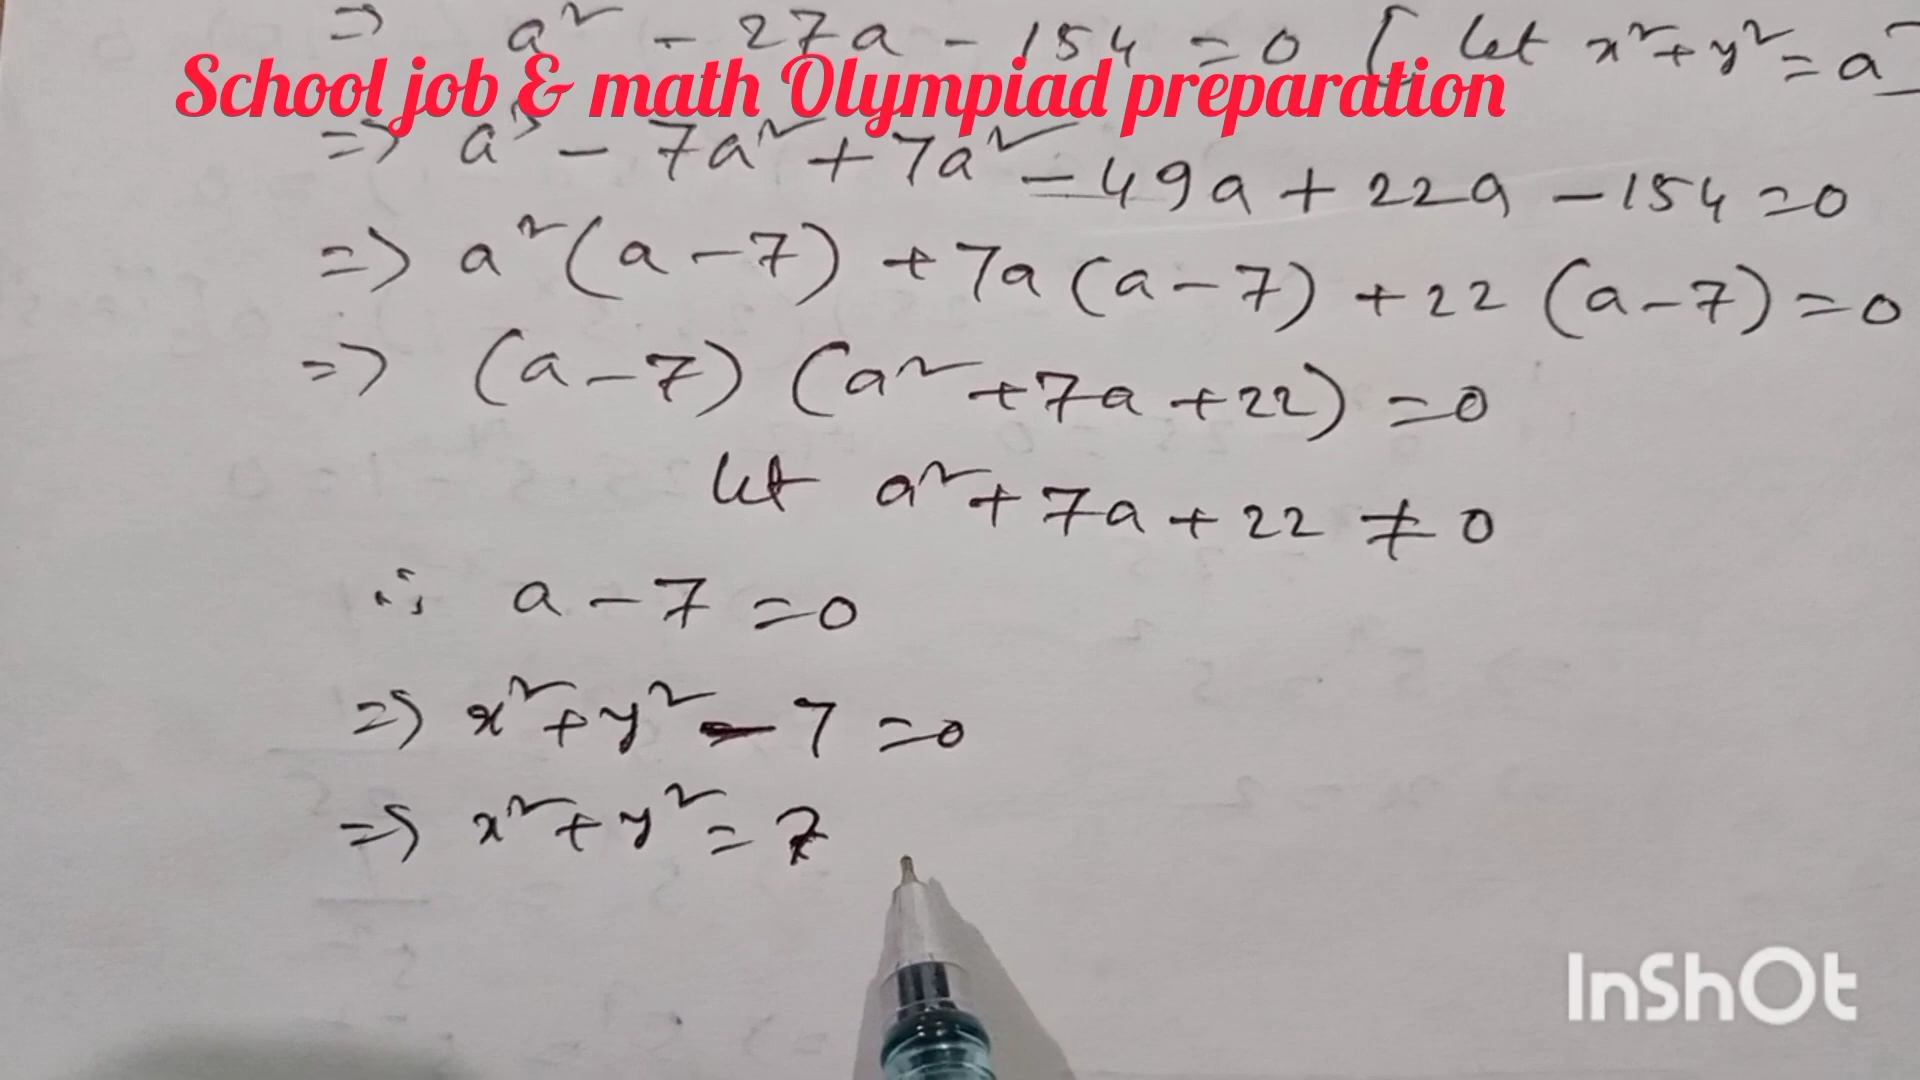 => a² - 27a - 154 = 0 [ let x²+y² = a ]
School job & math Olympiad preparation
=> a³ - 7a² + 7a² - 49a + 22a - 154 = 0
=> a² (a - 7) + 7a (a - 7) + 22 (a - 7) = 0
=> (a - 7) (a² + 7a + 22) = 0
let a² + 7a + 22 ≠ 0
∴ a - 7 = 0
=> x² + y² - 7 = 0
=> x² + y² = 7
InShOt